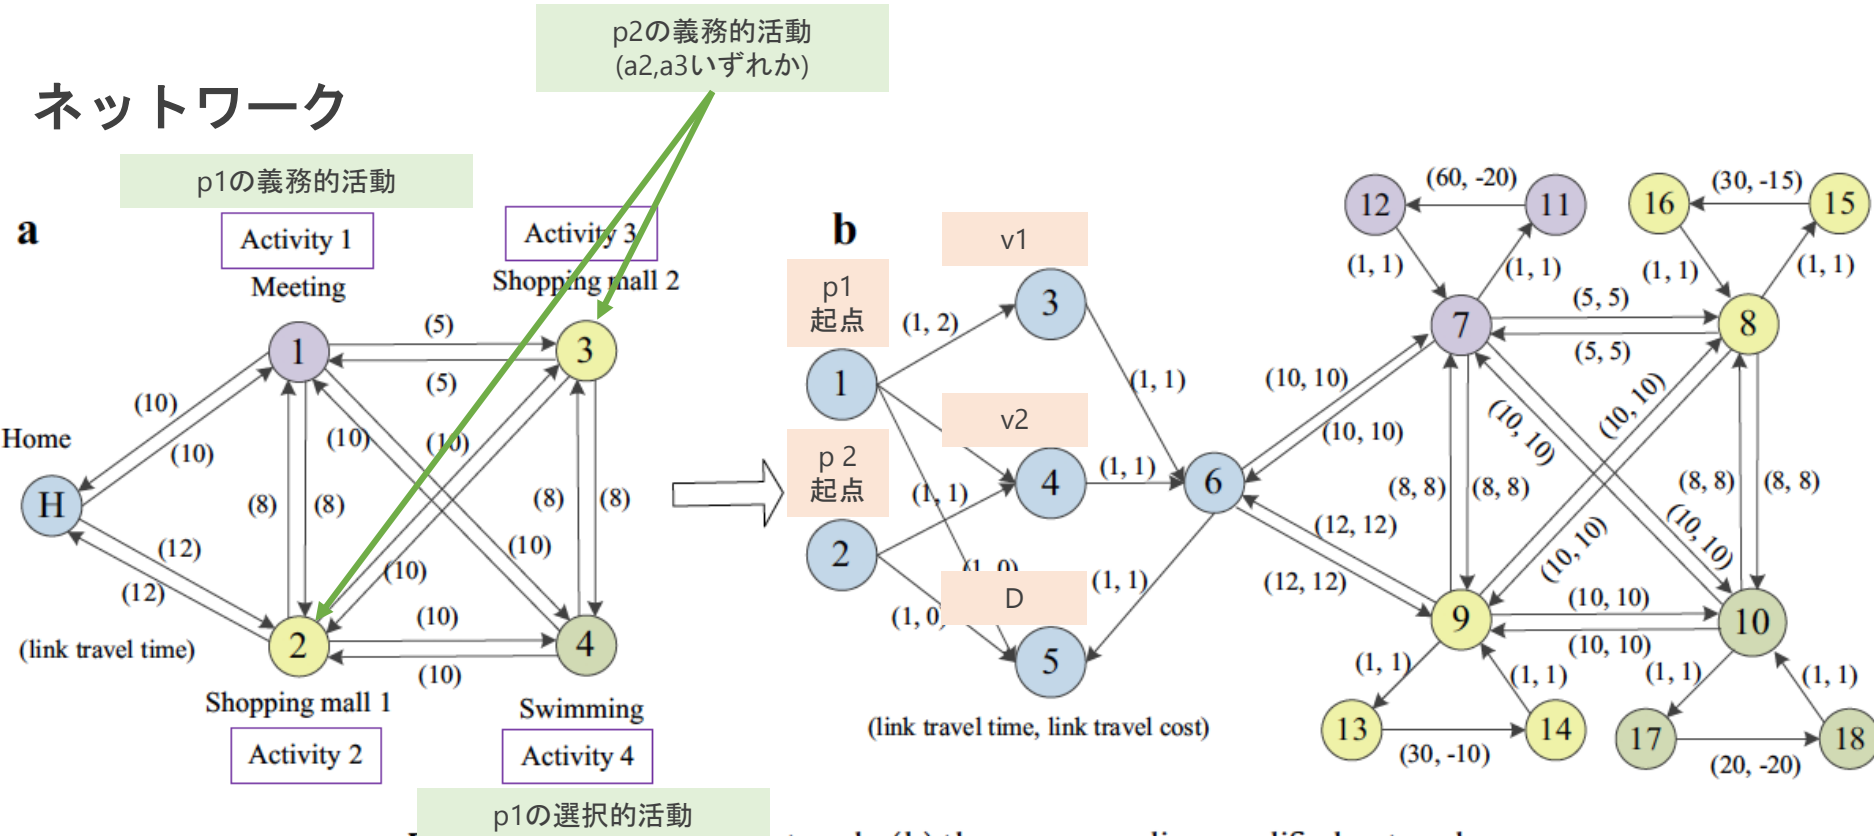 ネットワーク
p2の義務的活動
(a2,a3いずれか)
p1の義務的活動
a
Activity 1
Meeting
Activity 3
Shopping mall 2
1
3
(5)
(5)
(10)
(10)
Home
H
(10)
(10)
(8)
(8)
(8)
(8)
(12)
(12)
(10)
(10)
(link travel time)
2
4
(10)
(10)
Shopping mall 1
Activity 2
Swimming
Activity 4
p1の選択的活動
b
v1
p1
起点
1
3
(1, 2)
(1, 1)
v2
p 2
起点
2
4
(1, 1)
(1, 1)
6
D
(1, 0)
(1, 0)
(1, 1)
5
(link travel time, link travel cost)
12
(60, -20)
11
16
(30, -15)
15
(1, 1)
(1, 1)
(1, 1)
(1, 1)
7
(5, 5)
(5, 5)
8
(10, 10)
(10, 10)
(10, 10)
(10, 10)
(8, 8)
(8, 8)
(8, 8)
(8, 8)
(12, 12)
(12, 12)
(10, 10)
(10, 10)
9
(10, 10)
(10, 10)
10
(1, 1)
(1, 1)
(1, 1)
(1, 1)
13
(30, -10)
14
17
(20, -20)
18